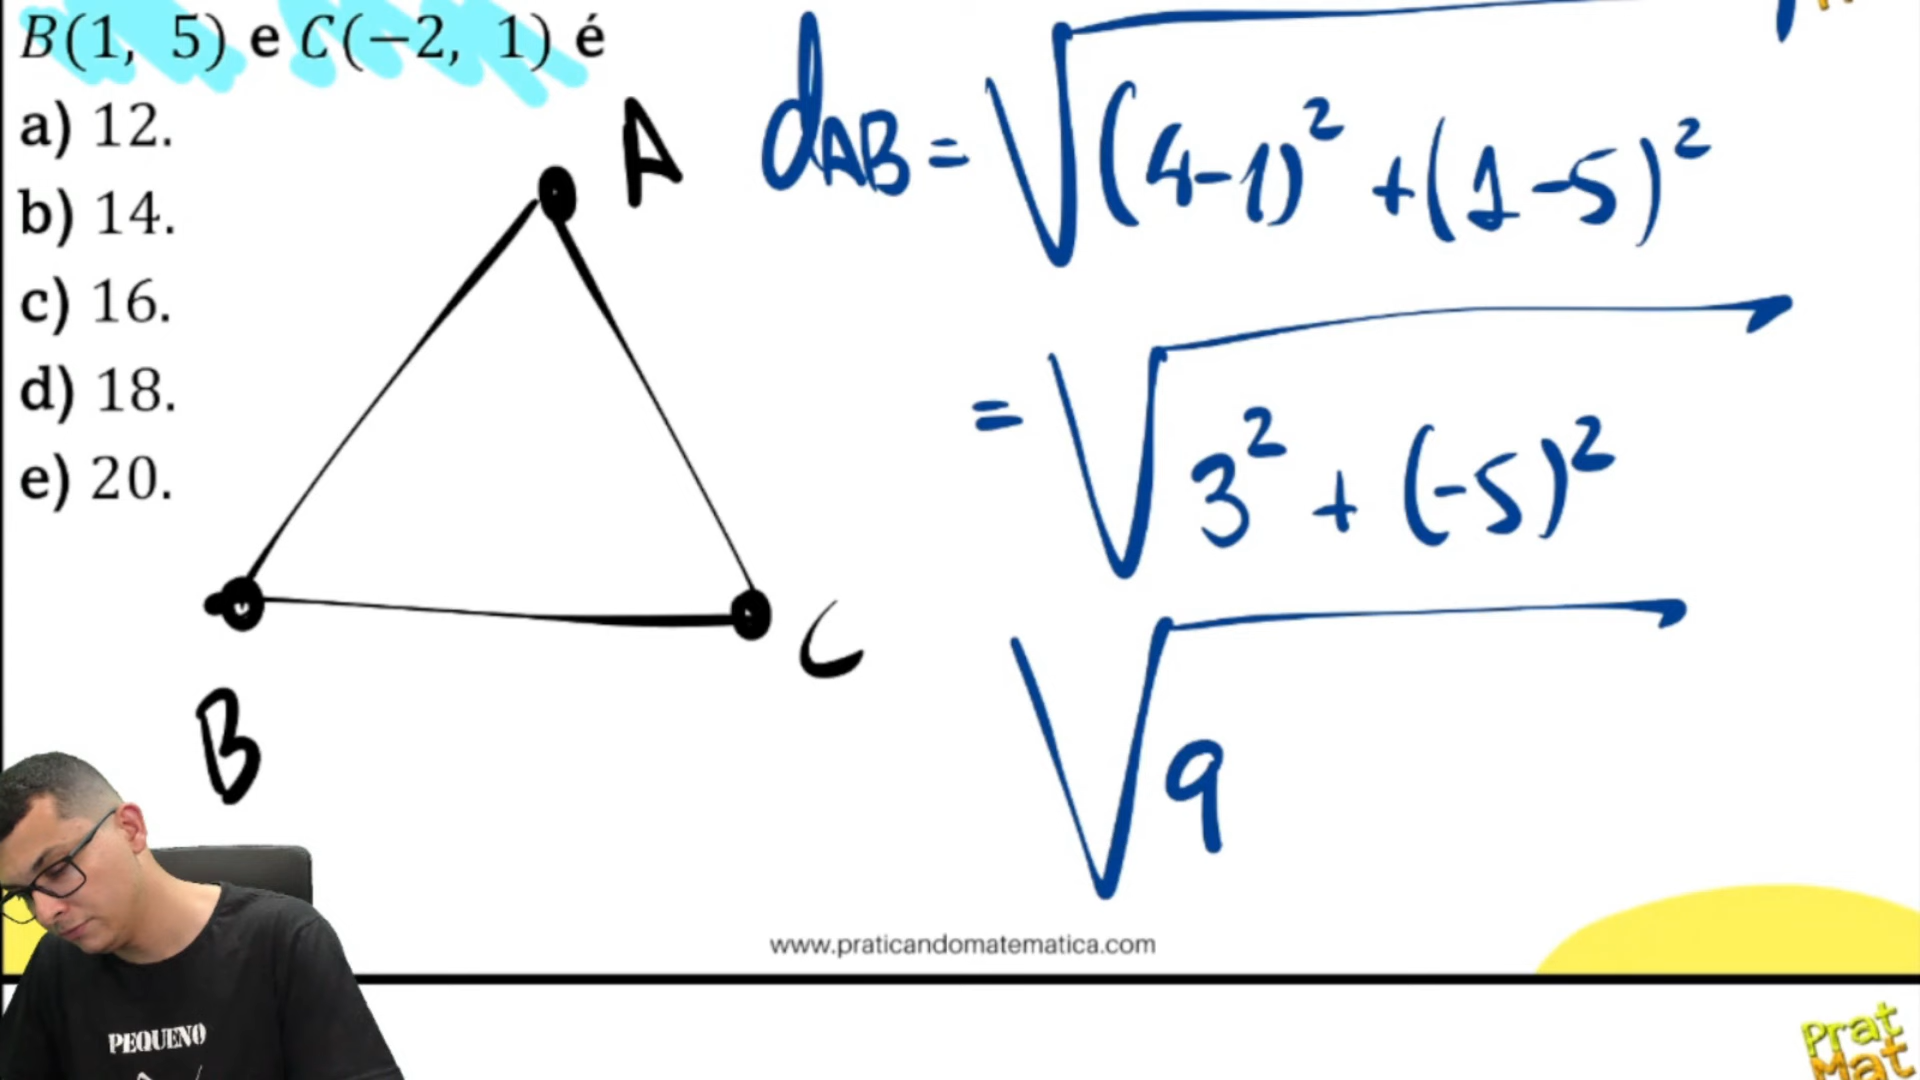 B(1, 5) e C(−2, 1) é
a) 12.
b) 14.
c) 16.
d) 18.
e) 20.
A
B
C
dAB = √(4-1)² + (1-5)²
= √3² + (-5)²
√9
www.praticandomatematica.com
PEQUENO
Prat
Mat